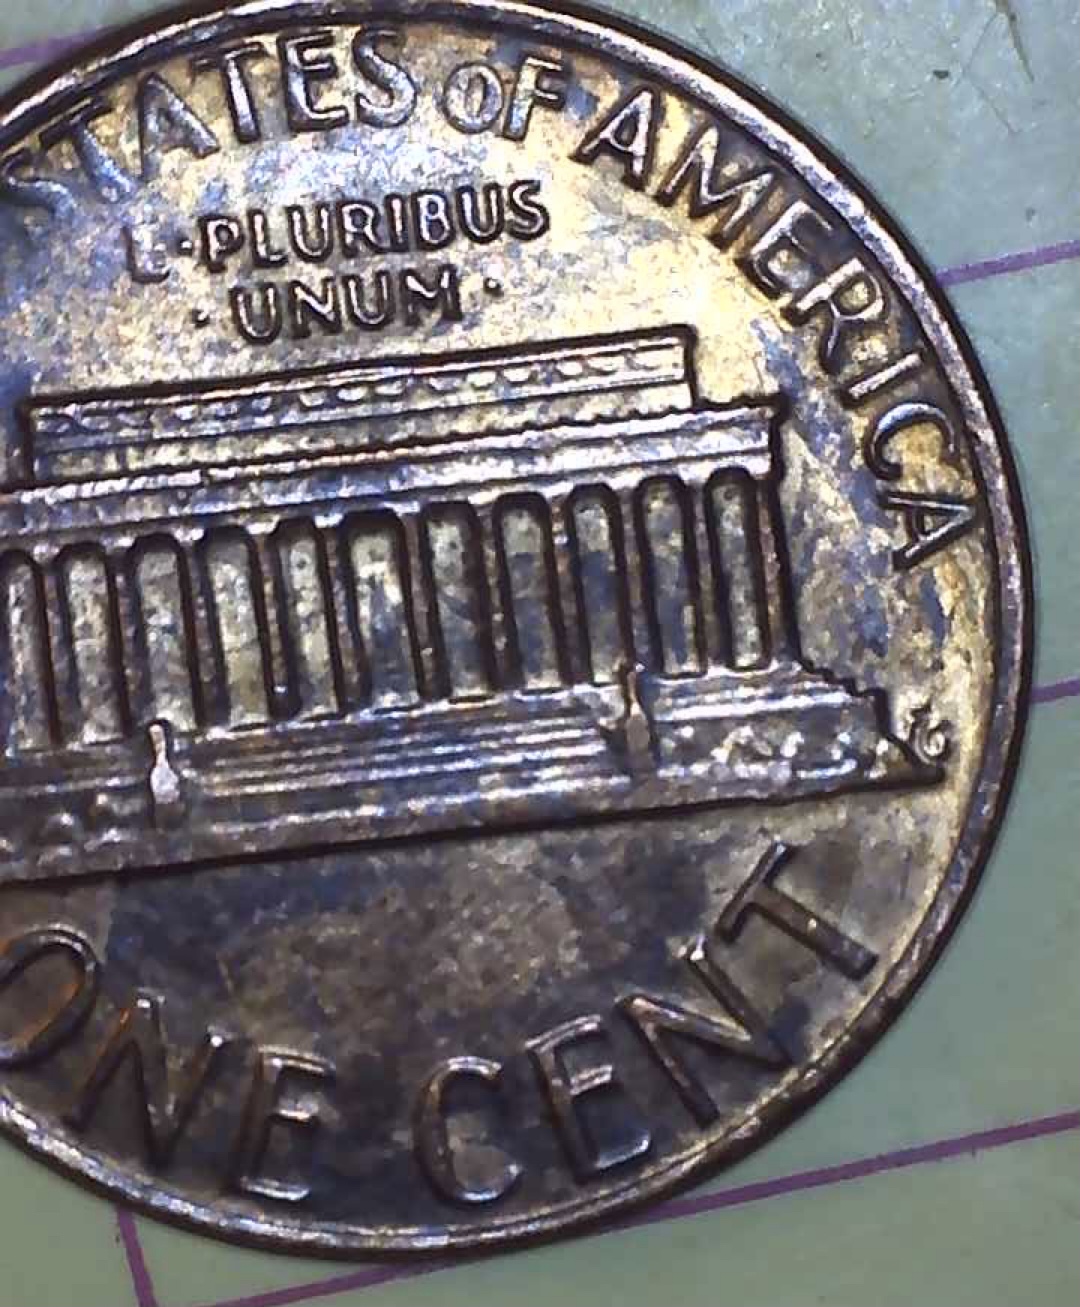 STATES OF AMERICA
E·PLURIBUS
·UNUM·
ONE CENT